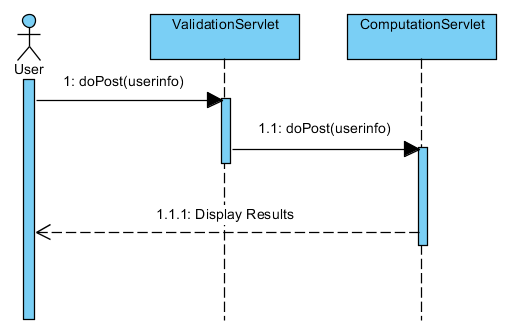 ValidationServlet
ComputationServlet
User
1: doPost(userinfo)
1.1: doPost(userinfo)
1.1.1: Display Results